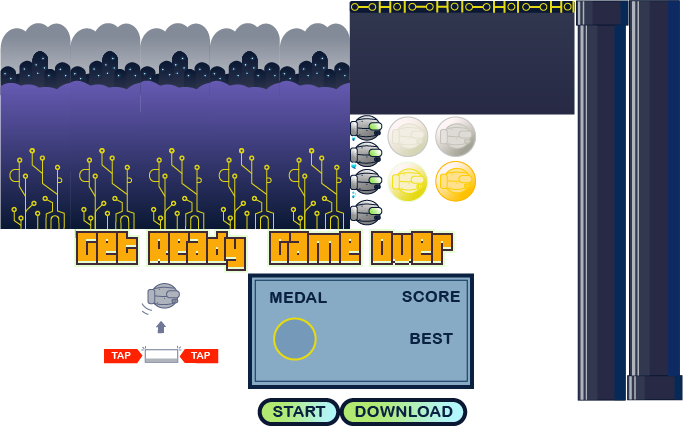 Get Ready
Game Over
MEDAL
SCORE
BEST
TAP
TAP
START
DOWNLOAD